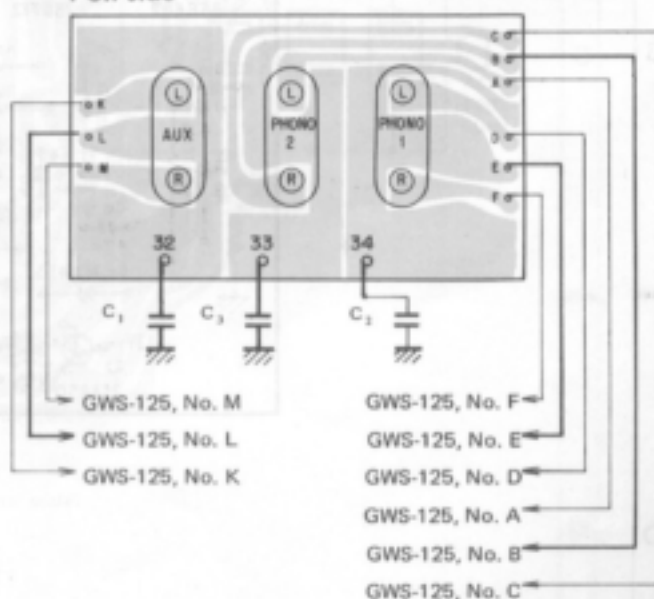 C
B
K L L L A
L AUX PHONO 2 PHONO 1 D
M R R R E
F
32 33 34
C₁ C₃ C₂
GWS-125, No. M GWS-125, No. F
GWS-125, No. L GWS-125, No. E
GWS-125, No. K GWS-125, No. D
GWS-125, No. A
GWS-125, No. B
GWS-125, No. C